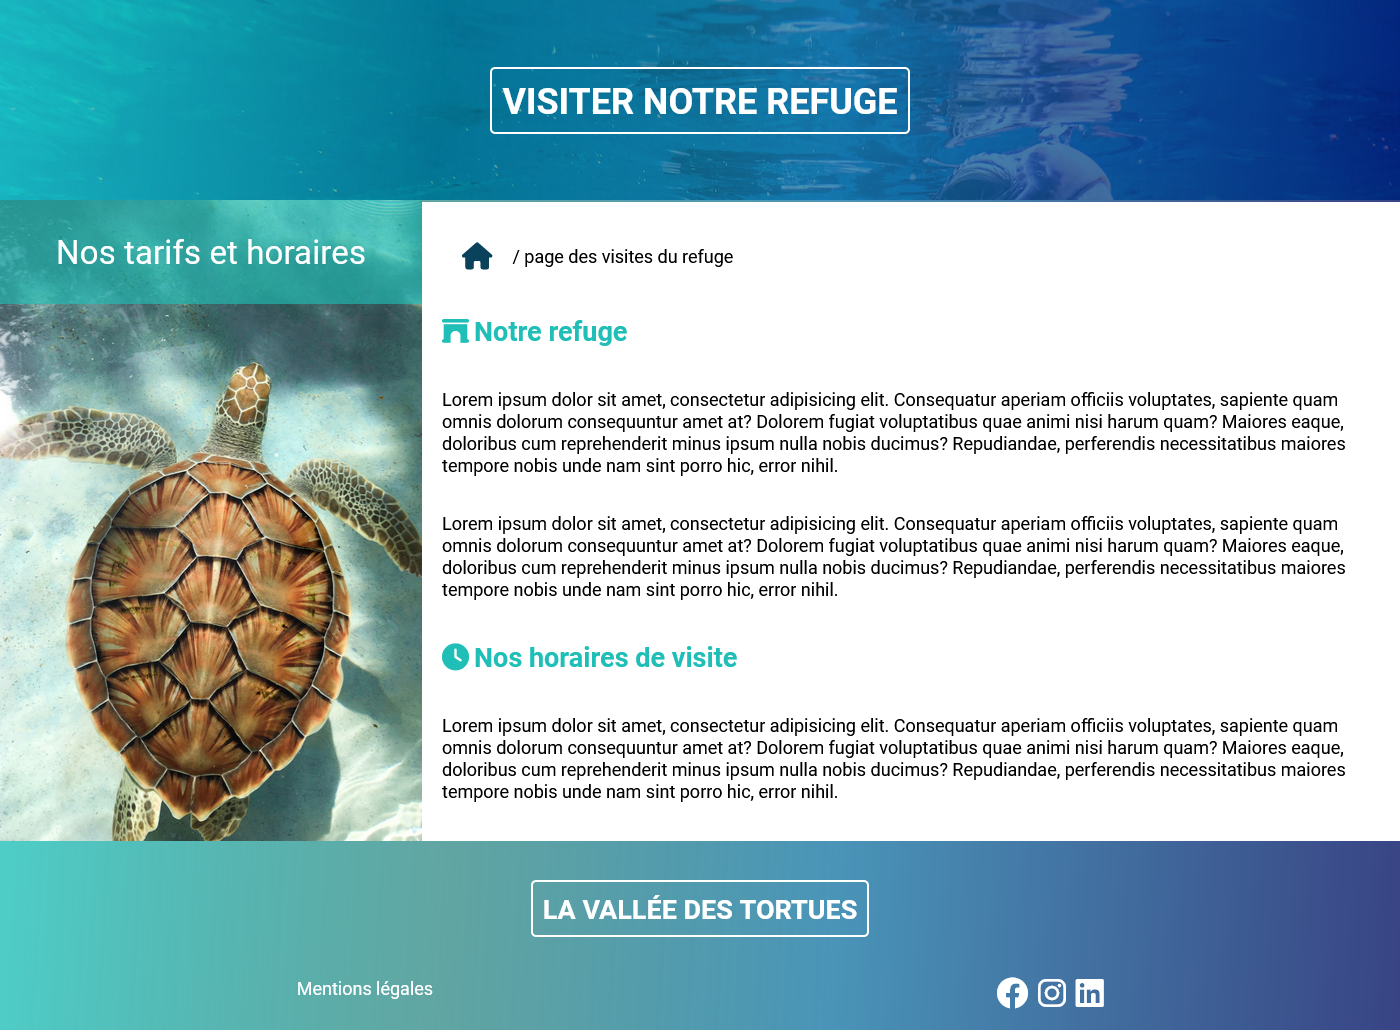 VISITER NOTRE REFUGE
Nos tarifs et horaires
/ page des visites du refuge
Notre refuge
Lorem ipsum dolor sit amet, consectetur adipisicing elit. Consequatur aperiam officiis voluptates, sapiente quam
omnis dolorum consequuntur amet at? Dolorem fugiat voluptatibus quae animi nisi harum quam? Maiores eaque,
doloribus cum reprehenderit minus ipsum nulla nobis ducimus? Repudiandae, perferendis necessitatibus maiores
tempore nobis unde nam sint porro hic, error nihil.
Lorem ipsum dolor sit amet, consectetur adipisicing elit. Consequatur aperiam officiis voluptates, sapiente quam
omnis dolorum consequuntur amet at? Dolorem fugiat voluptatibus quae animi nisi harum quam? Maiores eaque,
doloribus cum reprehenderit minus ipsum nulla nobis ducimus? Repudiandae, perferendis necessitatibus maiores
tempore nobis unde nam sint porro hic, error nihil.
Nos horaires de visite
Lorem ipsum dolor sit amet, consectetur adipisicing elit. Consequatur aperiam officiis voluptates, sapiente quam
omnis dolorum consequuntur amet at? Dolorem fugiat voluptatibus quae animi nisi harum quam? Maiores eaque,
doloribus cum reprehenderit minus ipsum nulla nobis ducimus? Repudiandae, perferendis necessitatibus maiores
tempore nobis unde nam sint porro hic, error nihil.
LA VALLÉE DES TORTUES
Mentions légales